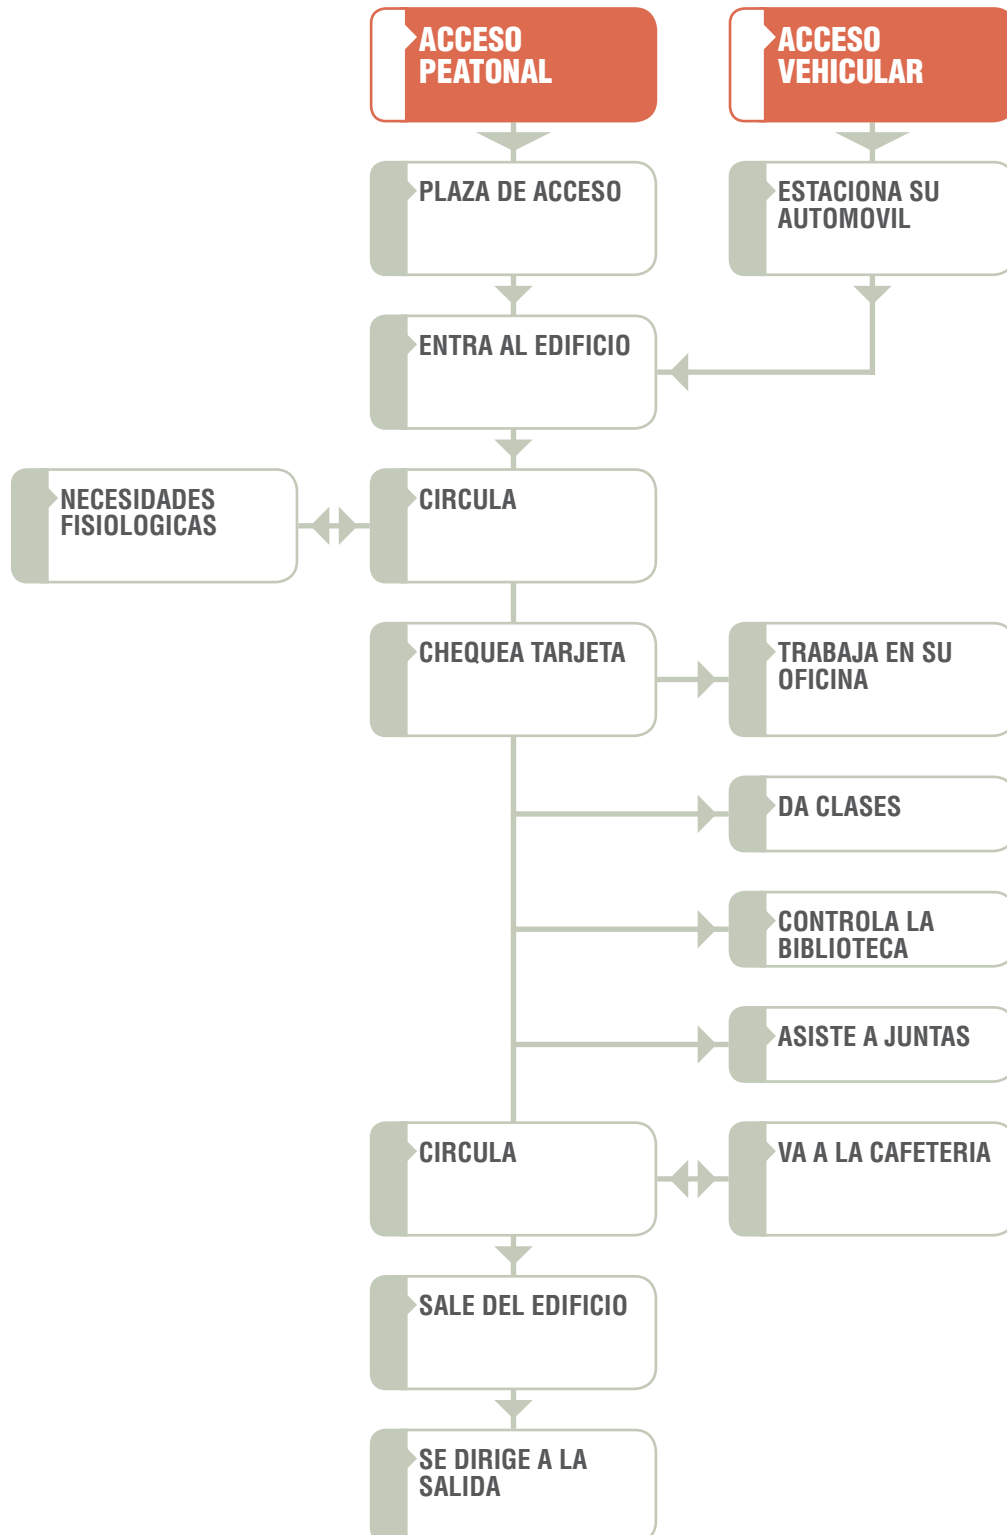 ACCESO
PEATONAL
ACCESO
VEHICULAR
PLAZA DE ACCESO
ESTACIONA SU
AUTOMOVIL
ENTRA AL EDIFICIO
NECESIDADES
FISIOLOGICAS
CIRCULA
CHEQUEA TARJETA
TRABAJA EN SU
OFICINA
DA CLASES
CONTROLA LA
BIBLIOTECA
ASISTE A JUNTAS
CIRCULA
VA A LA CAFETERIA
SALE DEL EDIFICIO
SE DIRIGE A LA
SALIDA